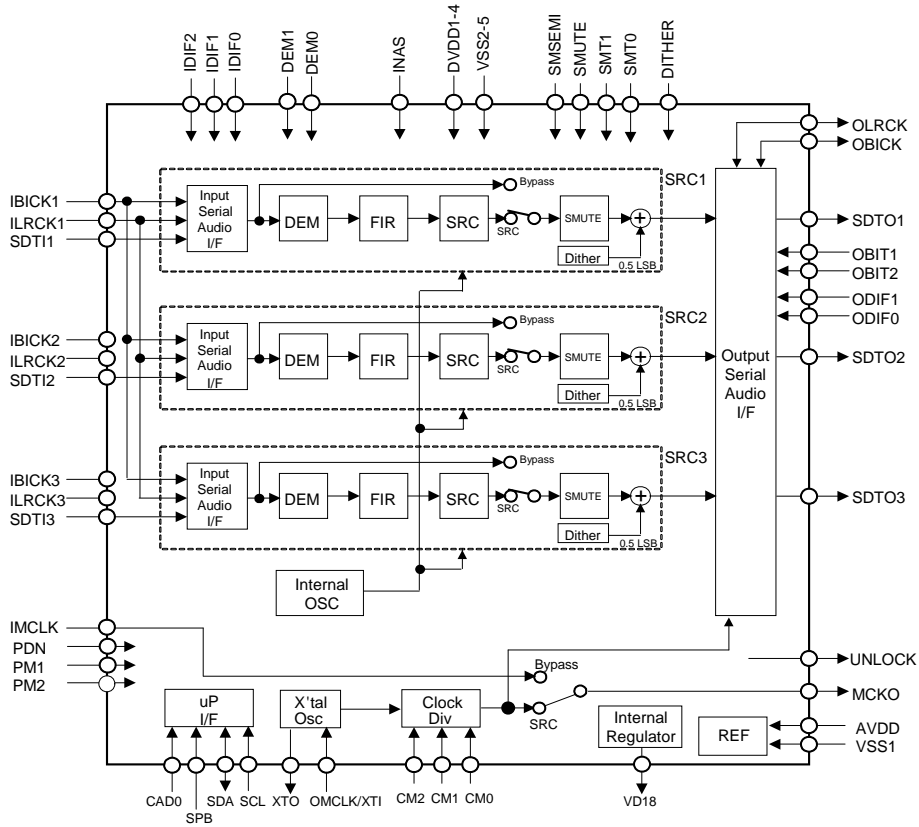 IDIF2
IDIF1
IDIF0
DEM1
DEM0
INAS
DVDD1-4
VSS2-5
SMSEMI
SMUTE
SMT1
SMT0
DITHER
OLRCK
OBICK
IBICK1
ILRCK1
SDTI1
Input
Serial
Audio
I/F
DEM
FIR
SRC
SRC
Bypass
SMUTE
Dither
0.5 LSB
SRC1
SDTO1
OBIT1
OBIT2
ODIF1
ODIF0
IBICK2
ILRCK2
SDTI2
Input
Serial
Audio
I/F
DEM
FIR
SRC
SRC
Bypass
SMUTE
Dither
0.5 LSB
SRC2
Output
Serial
Audio
I/F
SDTO2
IBICK3
ILRCK3
SDTI3
Input
Serial
Audio
I/F
DEM
FIR
SRC
SRC
Bypass
SMUTE
Dither
0.5 LSB
SRC3
SDTO3
Internal
OSC
IMCLK
PDN
PM1
PM2
Bypass
SRC
UNLOCK
MCKO
uP
I/F
X'tal
Osc
Clock
Div
Internal
Regulator
REF
AVDD
VSS1
CAD0
SPB
SDA
SCL
XTO
OMCLK/XTI
CM2
CM1
CM0
VD18